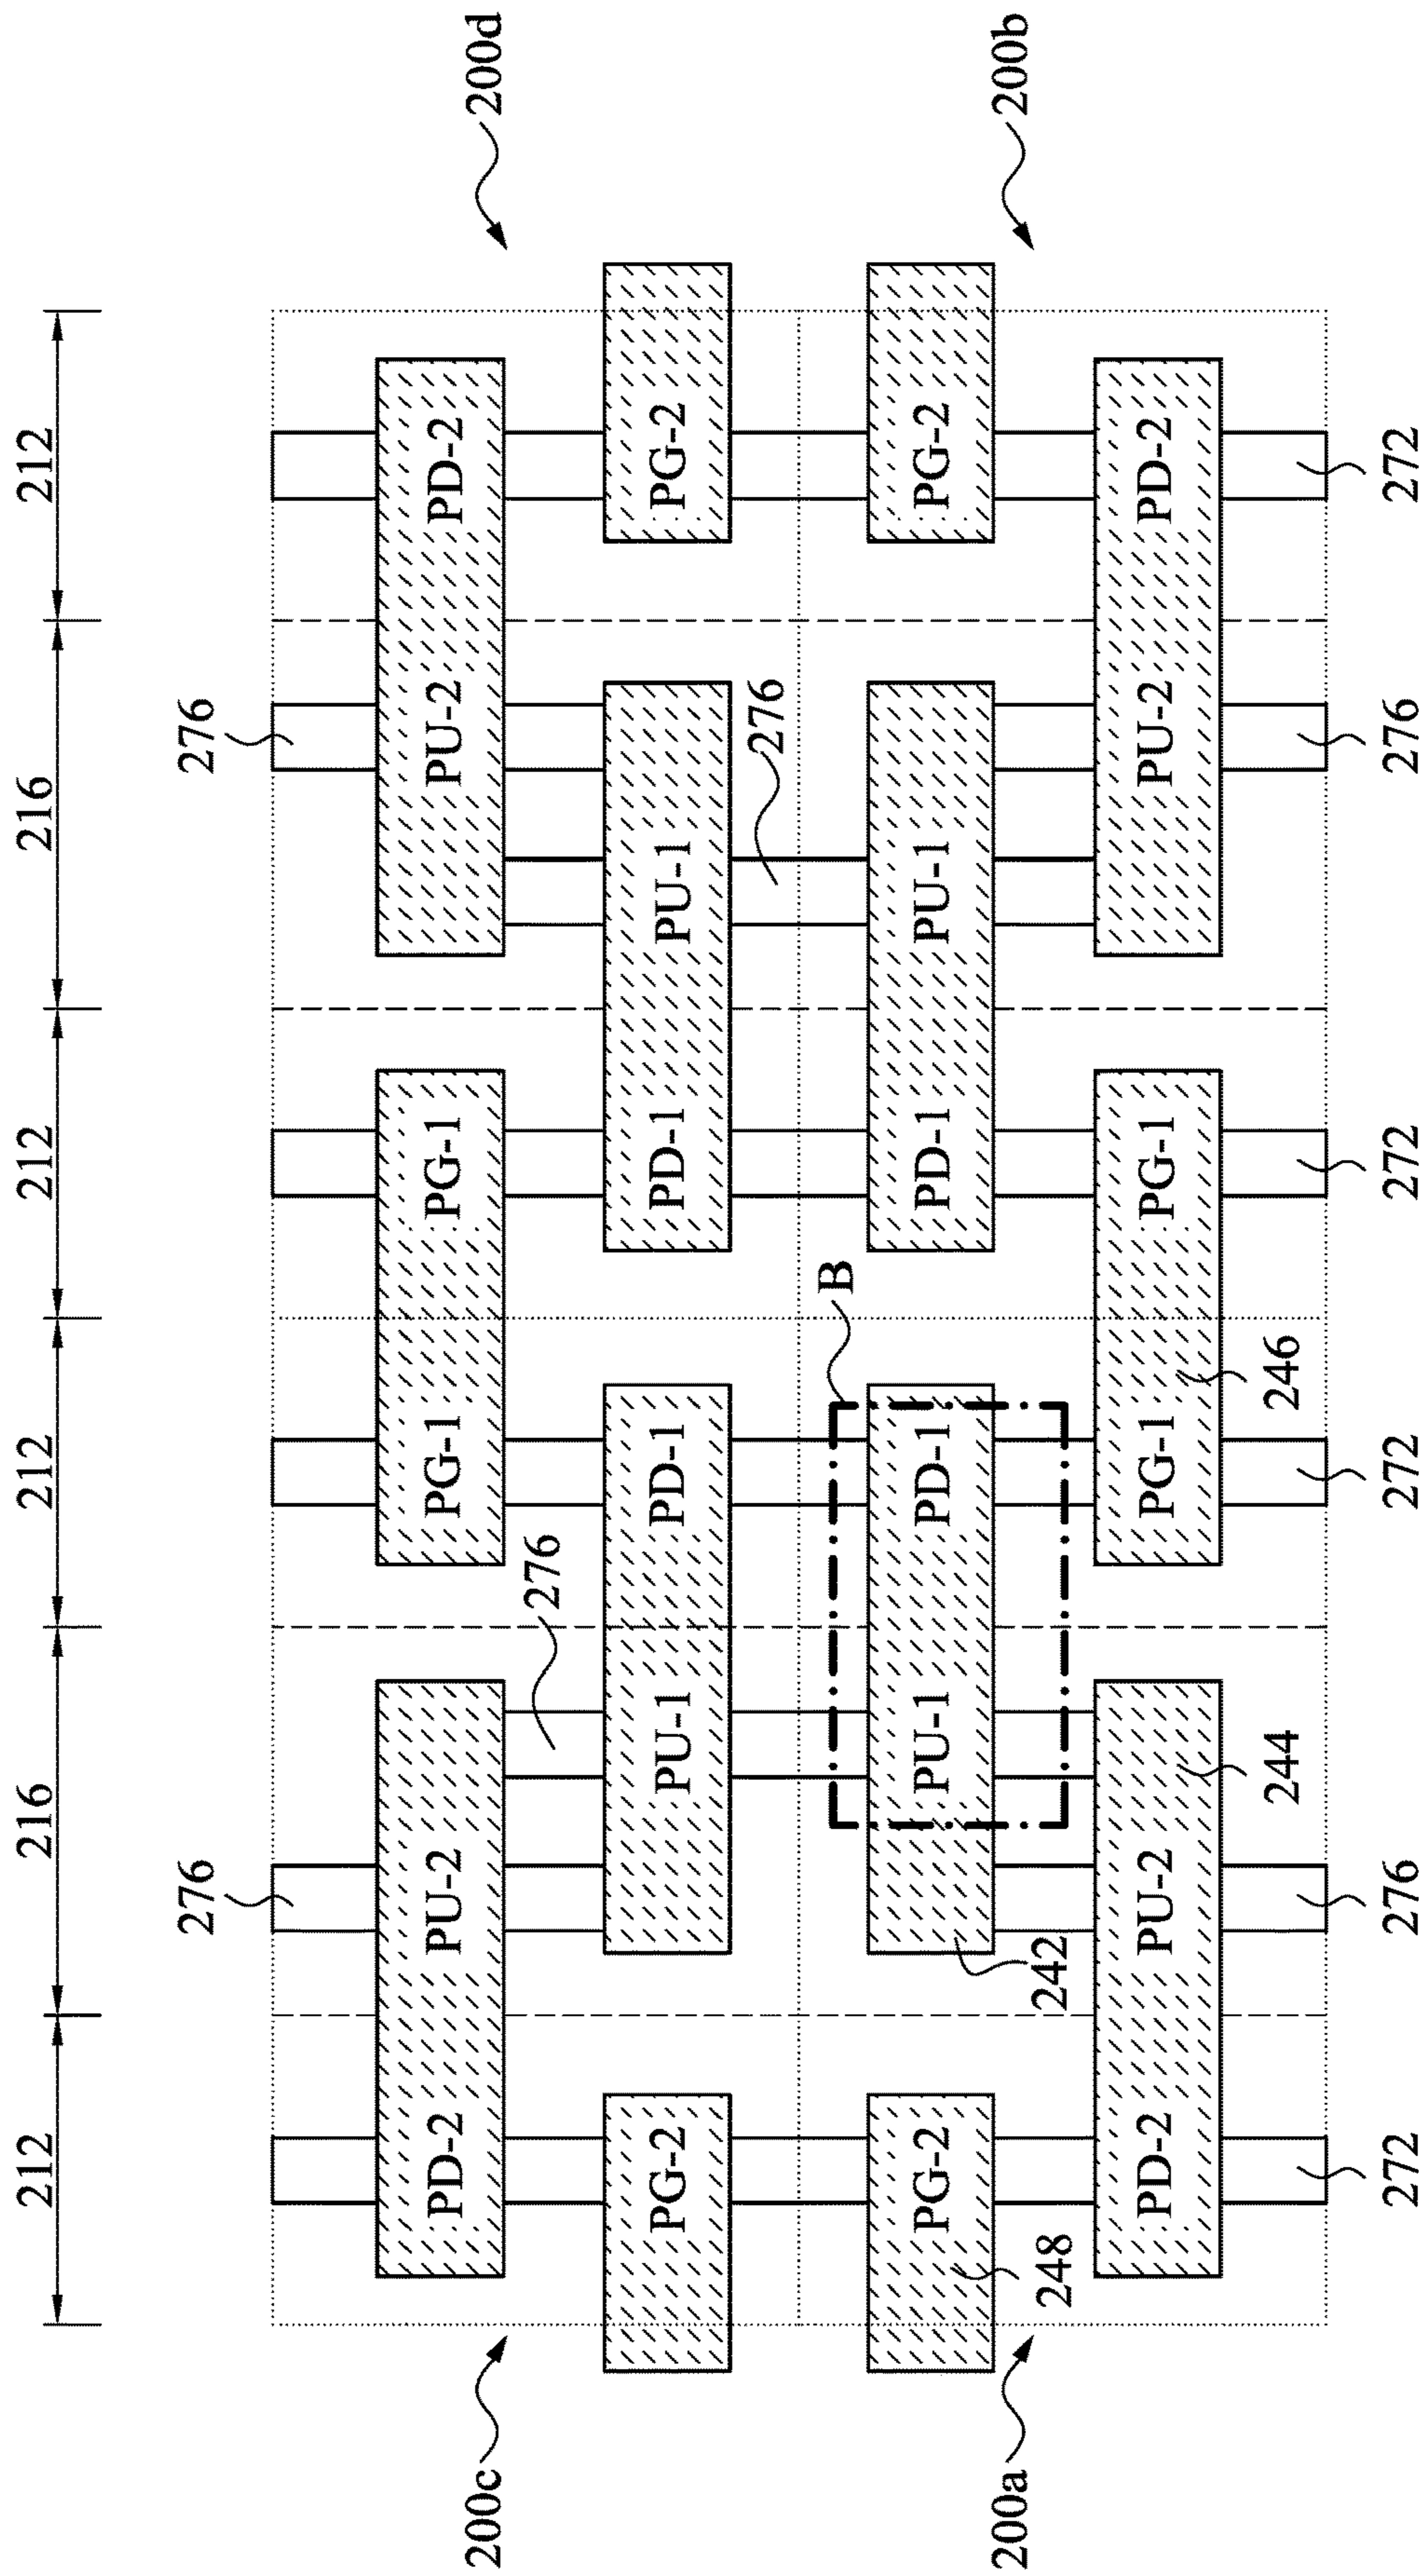 212 216 212 212 216 212
276 276
PD-2 PU-2 PG-1 PG-1 PU-2 PD-2
200c 200d
276
PG-2 PU-1 PD-1 PD-1 PU-1 PG-2
276
B
PG-2 PU-1 PD-1 PD-1 PU-1 PG-2
200a 200b
248 242
PD-2 PU-2 PG-1 PG-1 PU-2 PD-2
244 246
272 276 272 272 276 272